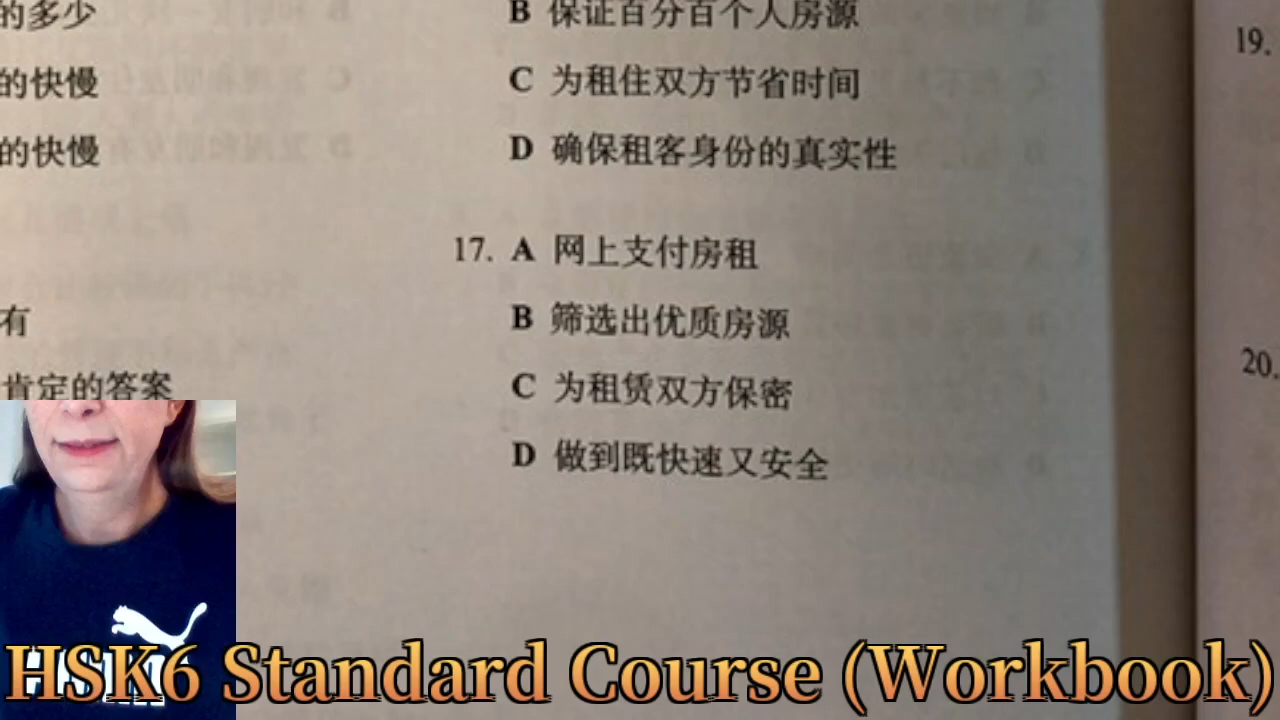 的多少
的快慢
的快慢
有
肯定的答案
B 保证百分百个人房源
C 为租住双方节省时间
D 确保租客身份的真实性
17. A 网上支付房租
B 筛选出优质房源
C 为租赁双方保密
D 做到既快速又安全
19.
20.
HSK6 Standard Course (Workbook)